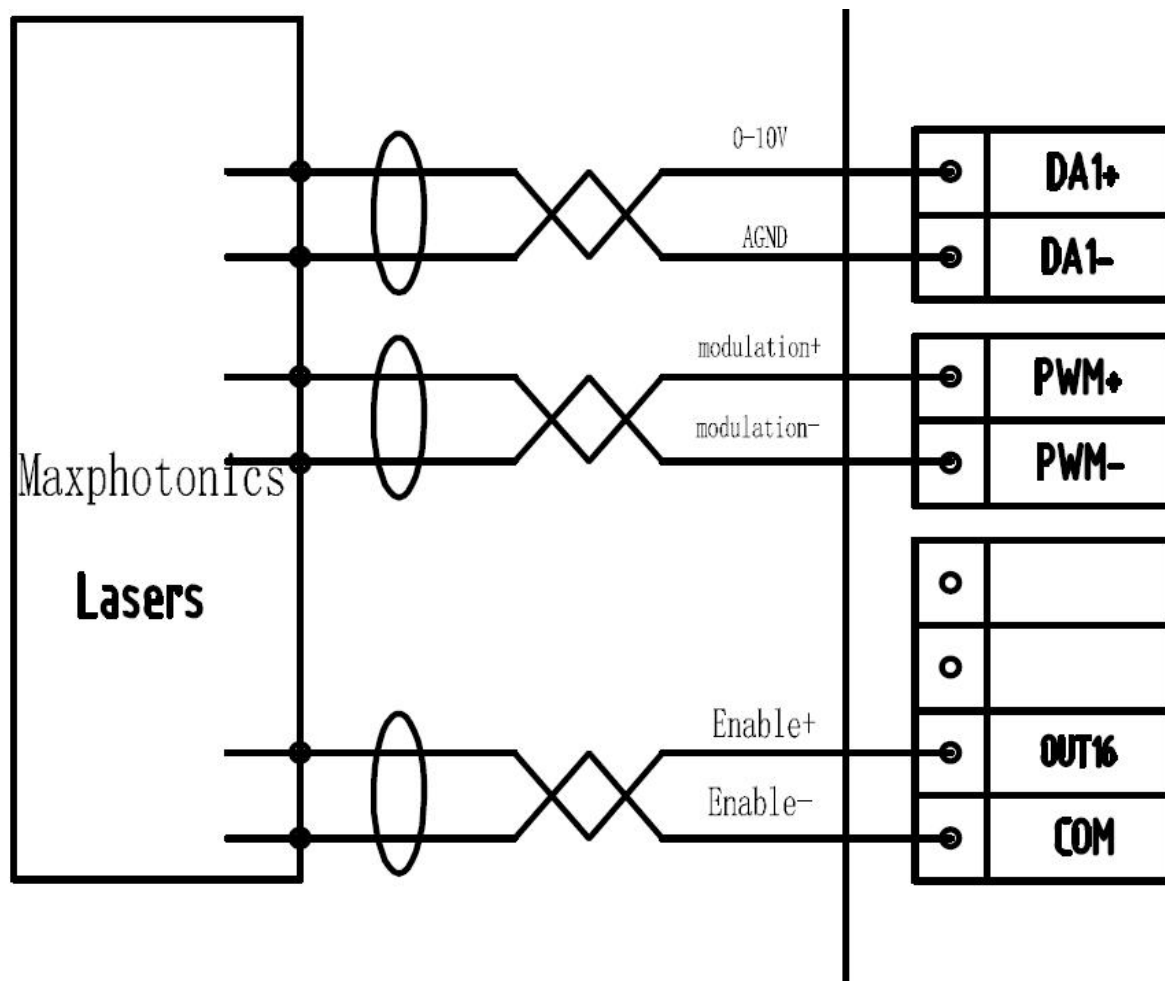 0-10V
DA1+
AGND
DA1-
modulation+
PWM+
modulation-
PWM-
Maxphotonics
Lasers
Enable+
OUT16
Enable-
COM